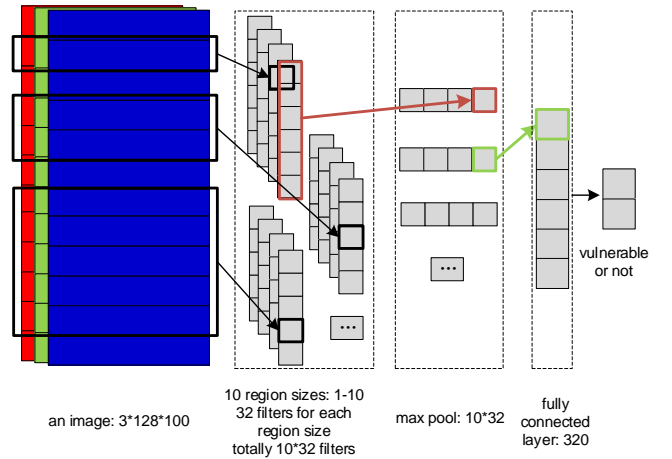 ...
...
vulnerable
or not
an image: 3*128*100
10 region sizes: 1-10
32 filters for each
region size
totally 10*32 filters
max pool: 10*32
fully
connected
layer: 320